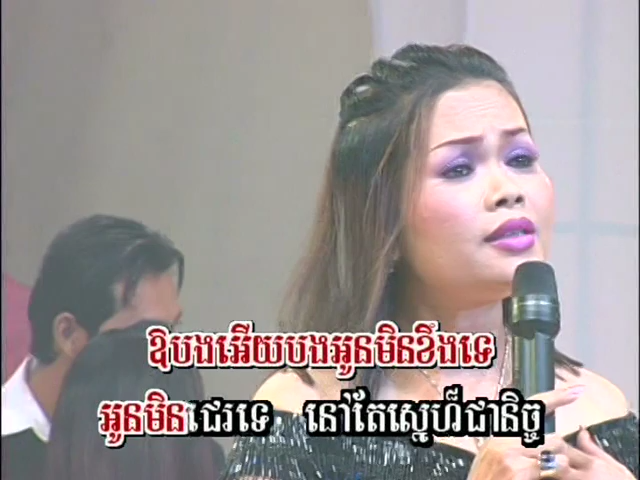 ឱបងអើយបងអូនមិនខឹងទេ
អូនមិនជេរទេ នៅតែស្នេហ៏ជានិច្ច